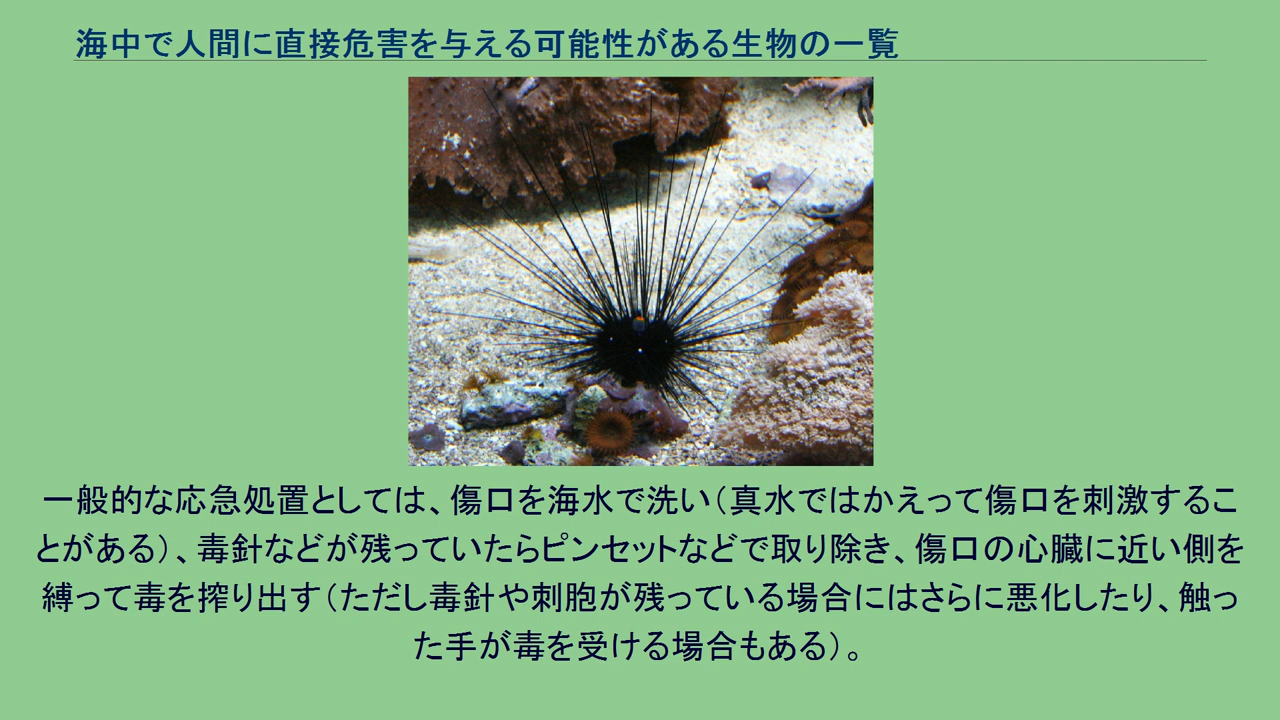 海中で人間に直接危害を与える可能性がある生物の一覧
一般的な応急処置としては、傷口を海水で洗い（真水ではかえって傷口を刺激するこ
とがある）、毒針などが残っていたらピンセットなどで取り除き、傷口の心臓に近い側を
縛って毒を搾り出す（ただし毒針や刺胞が残っている場合にはさらに悪化したり、触っ
た手が毒を受ける場合もある）。